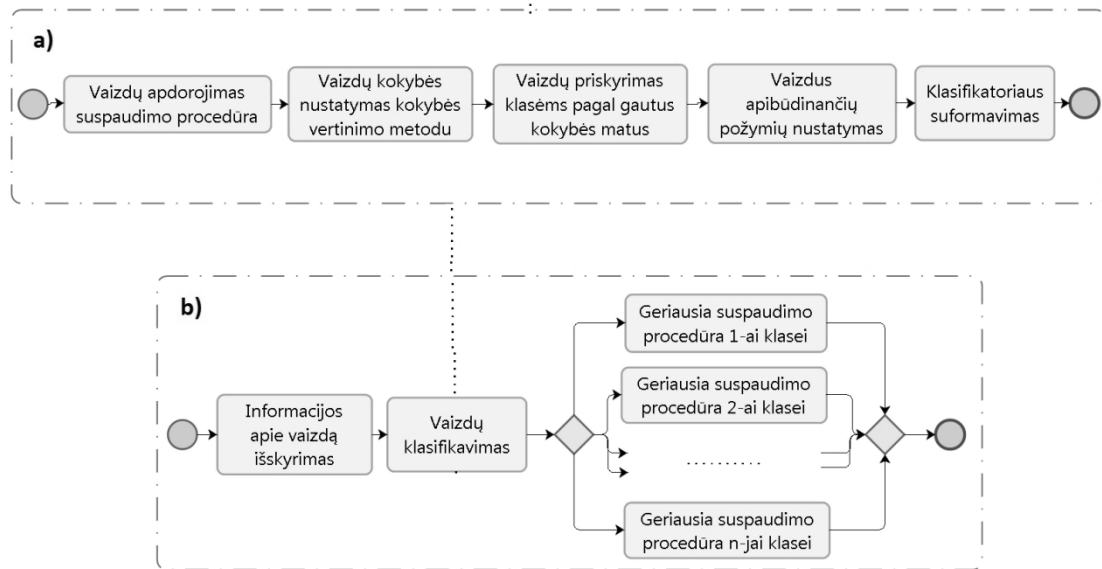 a)
Vaizdų apdorojimas
suspaudimo procedūra
Vaizdų kokybės
nustatymas kokybės
vertinimo metodu
Vaizdų priskyrimas
klasėms pagal gautus
kokybės matus
Vaizdus
apibūdinančių
požymių nustatymas
Klasifikatoriaus
suformavimas
b)
Informacijos
apie vaizdą
išskyrimas
Vaizdų
klasifikavimas
Geriausia suspaudimo
procedūra 1-ai klasei
Geriausia suspaudimo
procedūra 2-ai klasei
..........
Geriausia suspaudimo
procedūra n-jai klasei